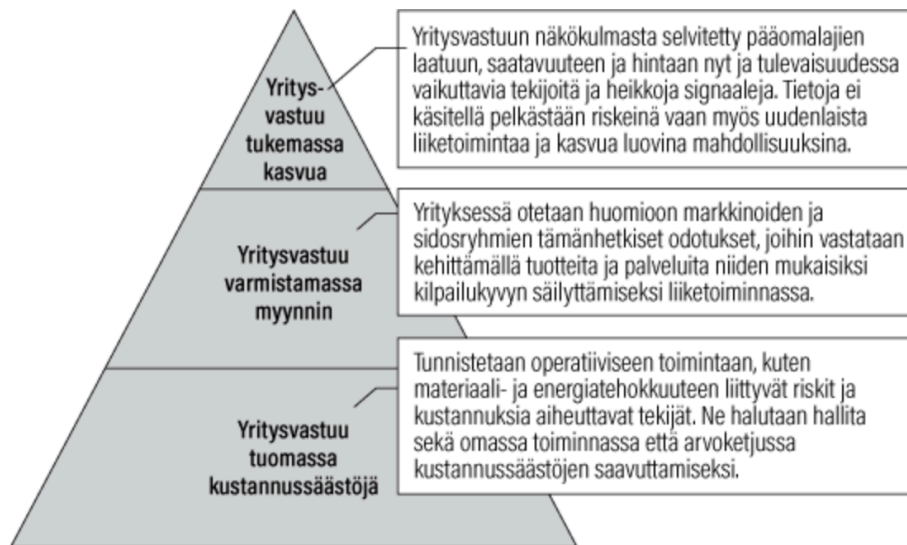 Yritys-
vastuu
tukemassa
kasvua
Yritysvastuun näkökulmasta selvitetty pääomalajien
laatuun, saatavuuteen ja hintaan nyt ja tulevaisuudessa
vaikuttavia tekijöitä ja heikkoja signaaleja. Tietoja ei
käsitellä pelkästään riskeinä vaan myös uudenlaista
liiketoimintaa ja kasvua luovina mahdollisuuksina.
Yritysvastuu
varmistamassa
myynnin
Yrityksessä otetaan huomioon markkinoiden ja
sidosryhmien tämänhetkiset odotukset, joihin vastataan
kehittämällä tuotteita ja palveluita niiden mukaisiksi
kilpailukyvyn säilyttämiseksi liiketoiminnassa.
Yritysvastuu
tuomassa
kustannussäästöjä
Tunnistetaan operatiiviseen toimintaan, kuten
materiaali- ja energiatehokkuuteen liittyvät riskit ja
kustannuksia aiheuttavat tekijät. Ne halutaan hallita
sekä omassa toiminnassa että arvoketjussa
kustannussäästöjen saavuttamiseksi.